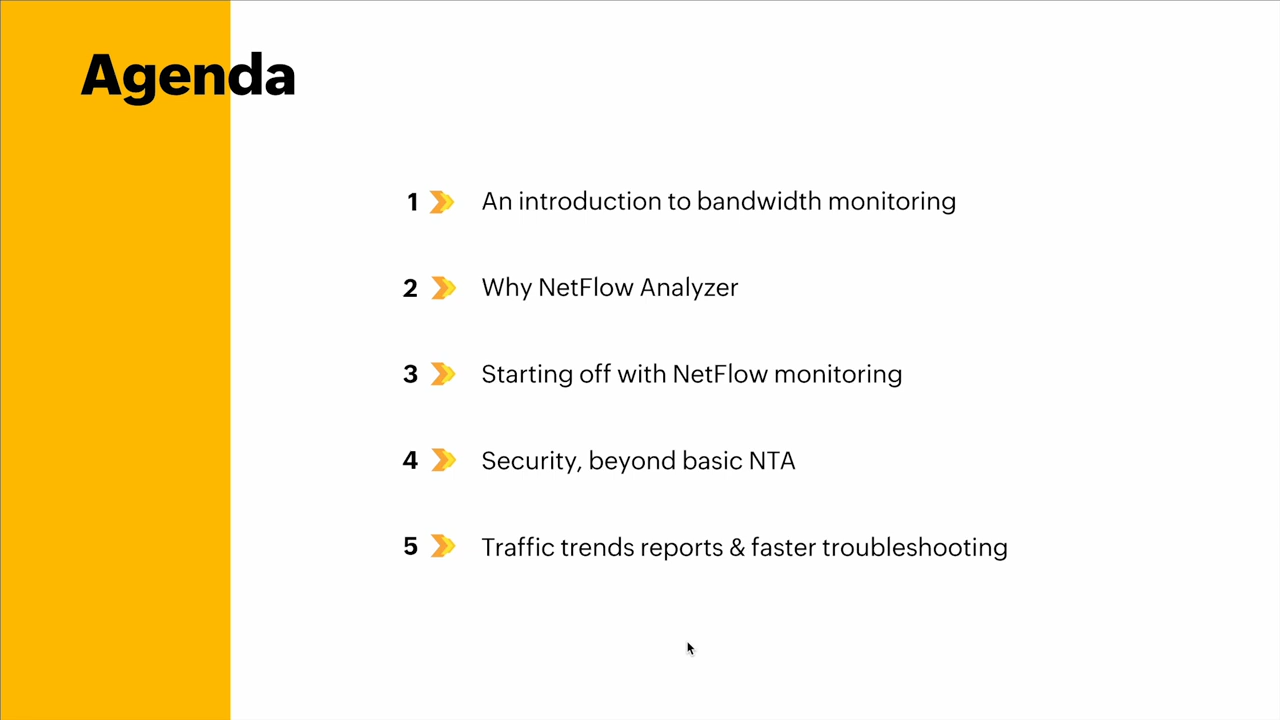 Agenda
1 An introduction to bandwidth monitoring
2 Why NetFlow Analyzer
3 Starting off with NetFlow monitoring
4 Security, beyond basic NTA
5 Traffic trends reports & faster troubleshooting